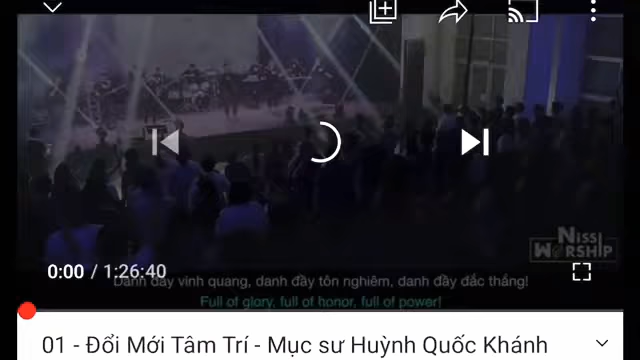 NISSI
WORSHIP
0:00 / 1:26:40
Danh đầy vinh quang, danh đầy tôn nghiêm, danh đầy đắc thắng!
Full of glory, full of honor, full of power!
01 - Đổi Mới Tâm Trí - Mục sư Huỳnh Quốc Khánh